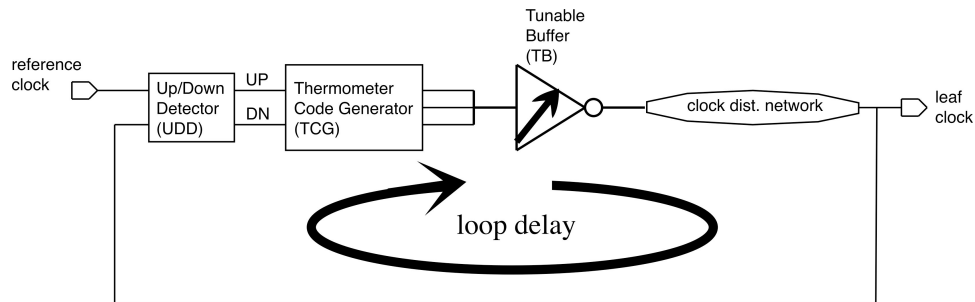 reference
clock
Up/Down
Detector
(UDD)
UP
DN
Thermometer
Code Generator
(TCG)
Tunable
Buffer
(TB)
clock dist. network
leaf
clock
loop delay